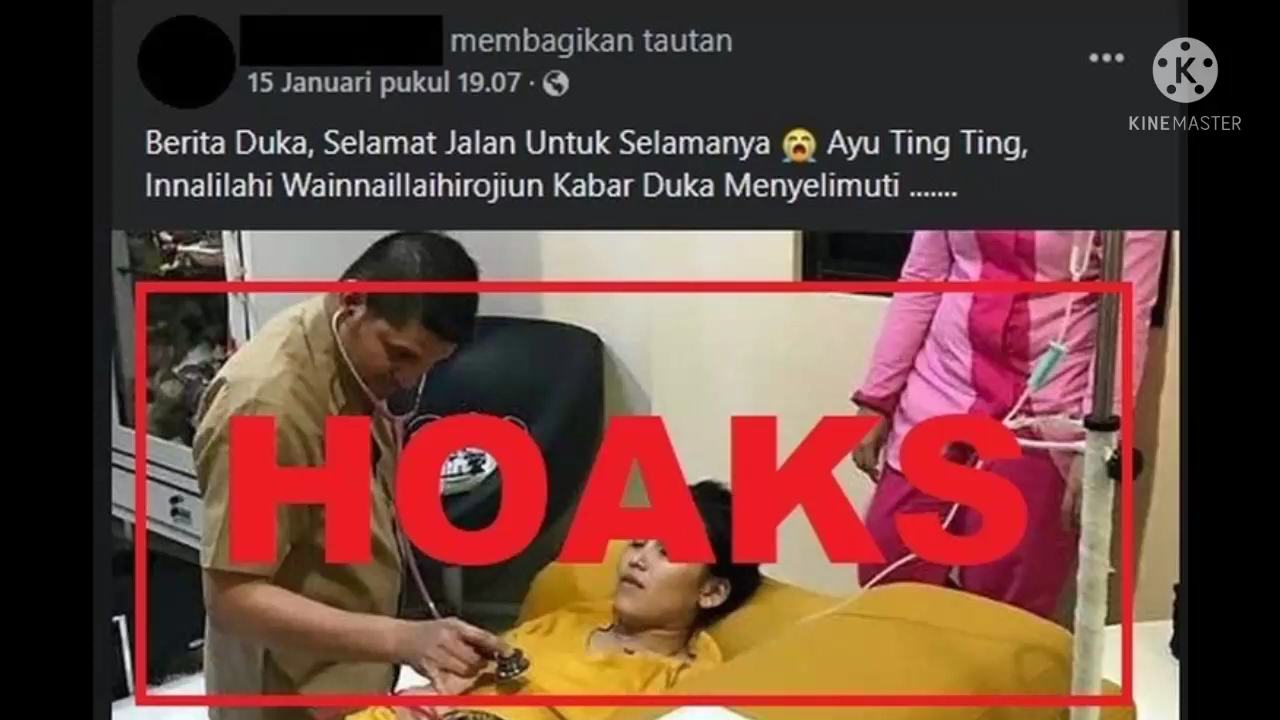 membagikan tautan
15 Januari pukul 19.07 ·
Berita Duka, Selamat Jalan Untuk Selamanya 😭 Ayu Ting Ting,
Innalilahi Wainnaillaihirojiun Kabar Duka Menyelimuti .......
HOAKS
K
KINEMASTER